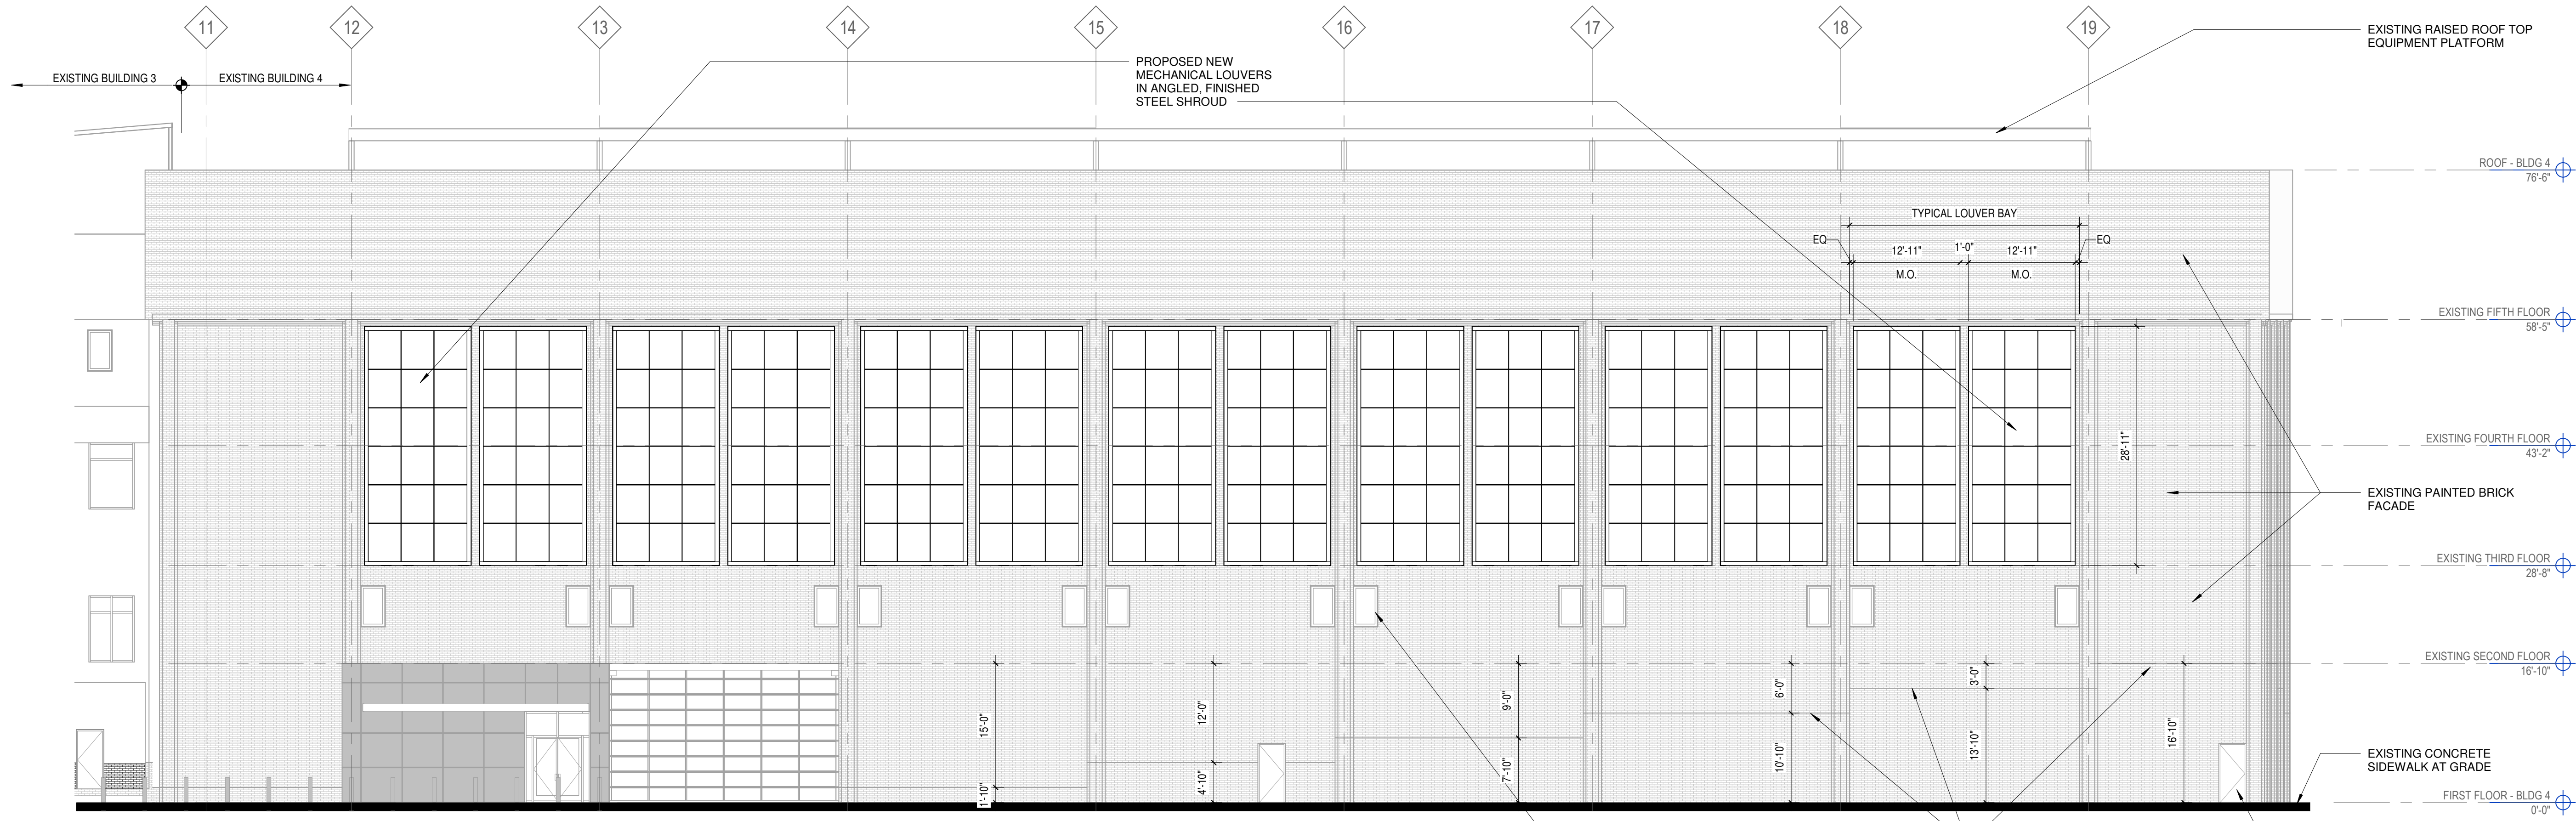 11
12
13
14
15
16
17
18
19
EXISTING BUILDING 3
EXISTING BUILDING 4
PROPOSED NEW
MECHANICAL LOUVERS
IN ANGLED, FINISHED
STEEL SHROUD
EXISTING RAISED ROOF TOP
EQUIPMENT PLATFORM
ROOF - BLDG 4
76'-6"
TYPICAL LOUVER BAY
EQ
12'-11"
1'-0"
12'-11"
EQ
M.O.
M.O.
EXISTING FIFTH FLOOR
58'-5"
28'-11"
EXISTING FOURTH FLOOR
43'-2"
EXISTING PAINTED BRICK
FACADE
EXISTING THIRD FLOOR
28'-8"
EXISTING SECOND FLOOR
16'-10"
15'-0"
1'-10"
12'-0"
4'-10"
9'-0"
7'-10"
6'-0"
10'-10"
3'-0"
13'-10"
16'-10"
EXISTING CONCRETE
SIDEWALK AT GRADE
FIRST FLOOR - BLDG 4
0'-0"